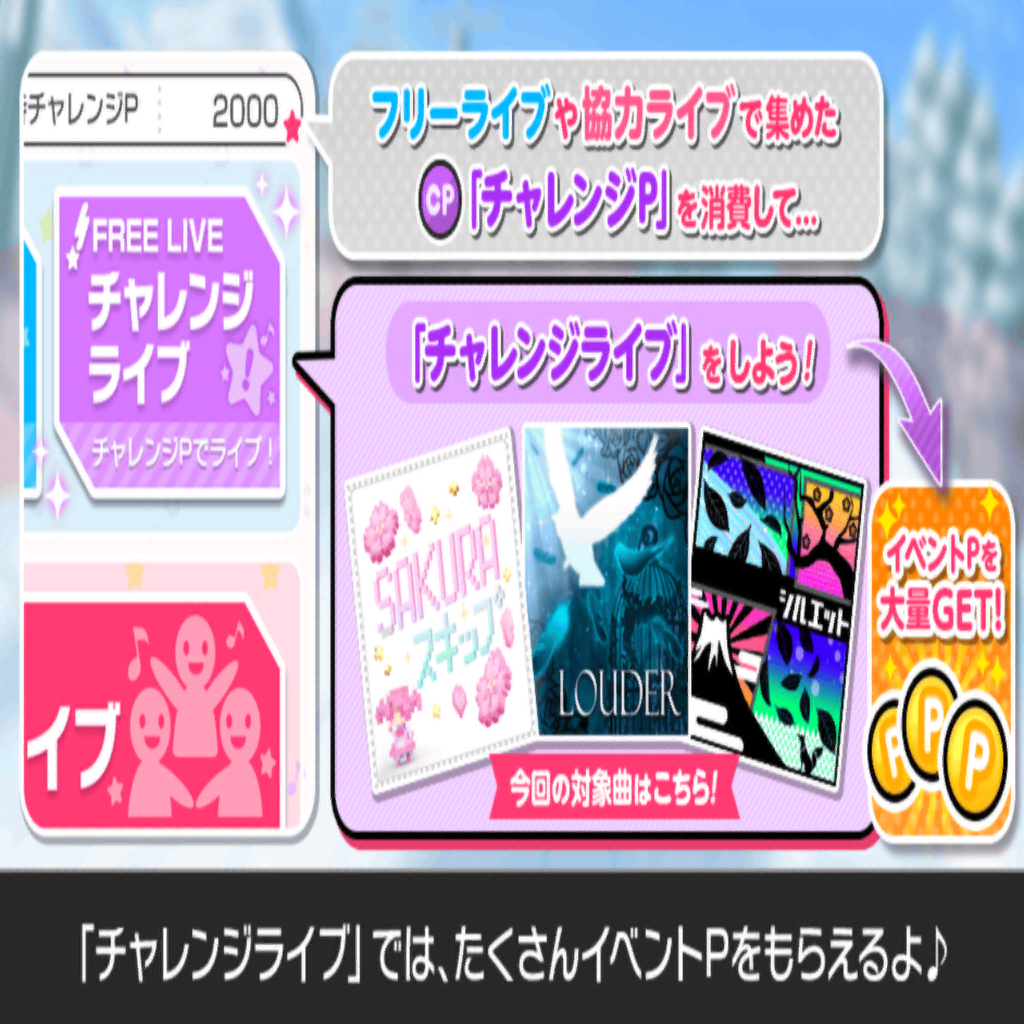 チャレンジP 2000
フリーライブや協力ライブで集めた
CP「チャレンジP」を消費して...
FREE LIVE
チャレンジ
ライブ
チャレンジPでライブ!
「チャレンジライブ」をしよう!
SAKURA
スキップ
LOUDER
シルエット
今回の対象曲はこちら!
イベントPを
大量GET!
P P P
イブ
「チャレンジライブ」では、たくさんイベントPをもらえるよ♪